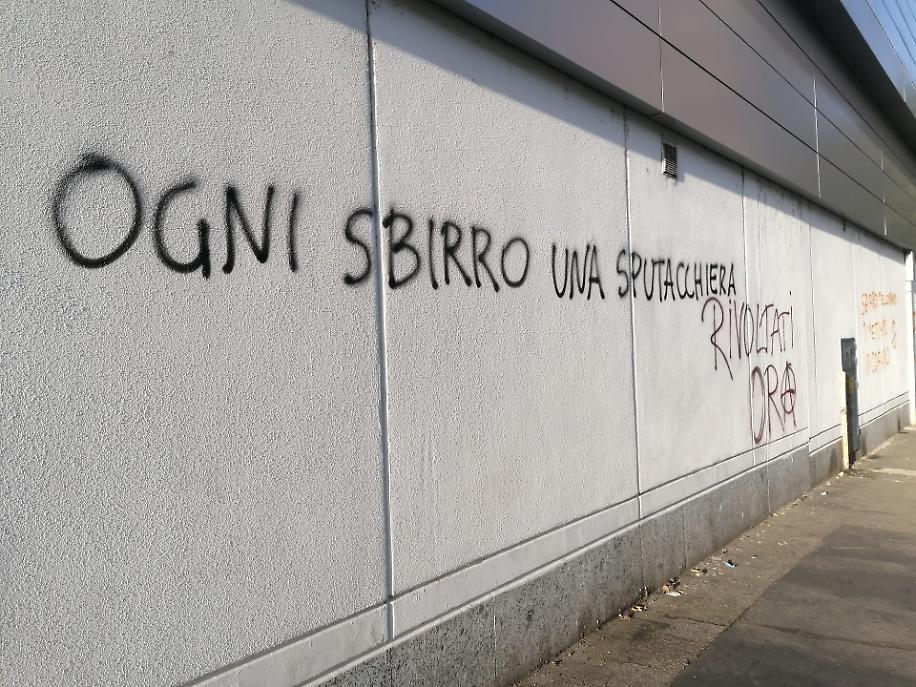 OGNI SBIRRO UNA SPUTACCHIERA
RIVOLTATI
ORA